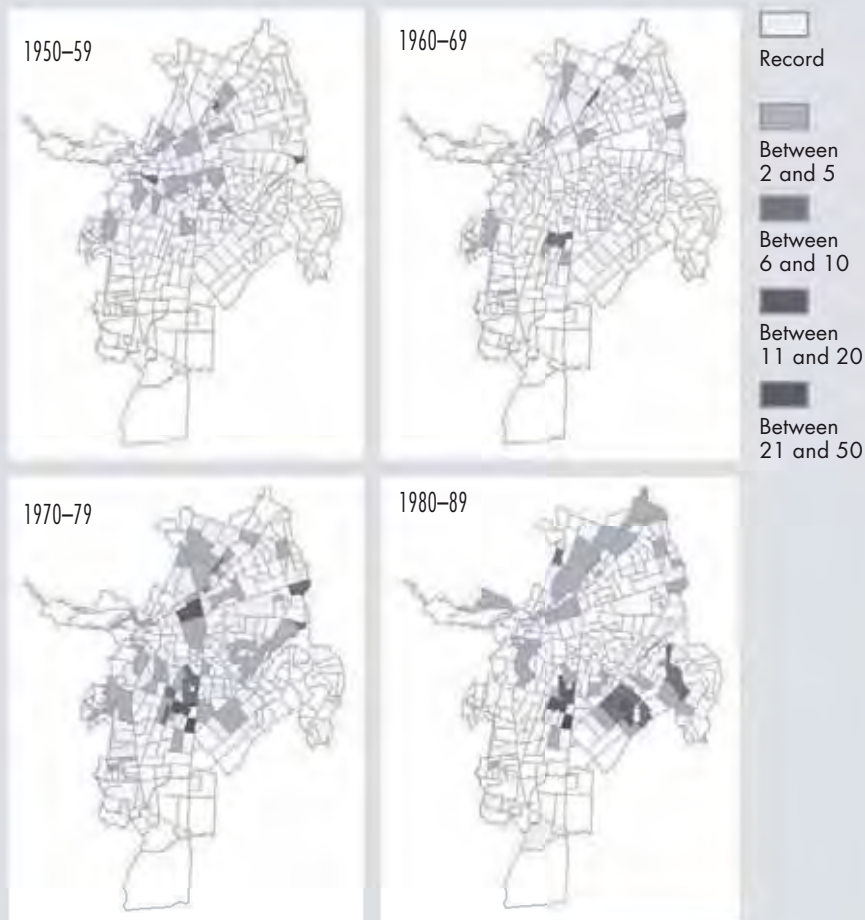 1950–59
1960–69
Record
Between
2 and 5
Between
6 and 10
Between
11 and 20
Between
21 and 50
1970–79
1980–89